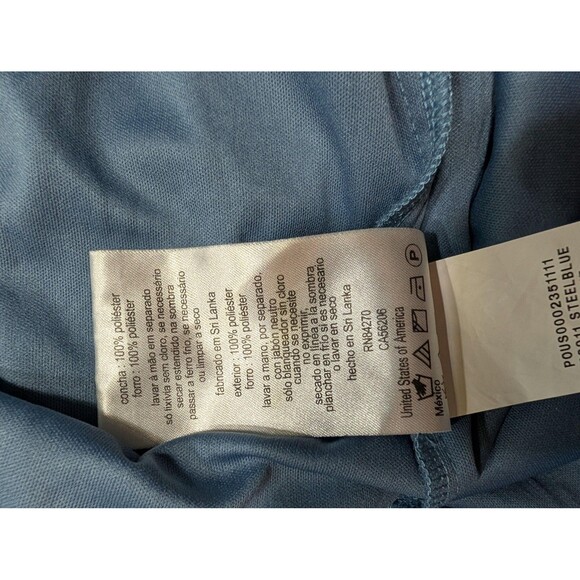 concha : 100% poliéster
forro : 100% poliéster
lavar à mão em separado
só lixívia som cloro, se necessário
secar estendido na sombra
passar a ferro frio, se necessário
ou limpar a seco
fabricado em Sri Lanka
exterior : 100% poliéster
forro : 100% poliéster
lavar a mano, por separado,
con jabón neutro
sólo blanqueador sin cloro
cuando se necesite
no exprimir,
secado en línea a la sombra
planchar en frío si es necesario
o lavar en seco
hecho en Sri Lanka
RN84270
CA56206
United States of America
México
P
POUS0002351111
STEELBLUE